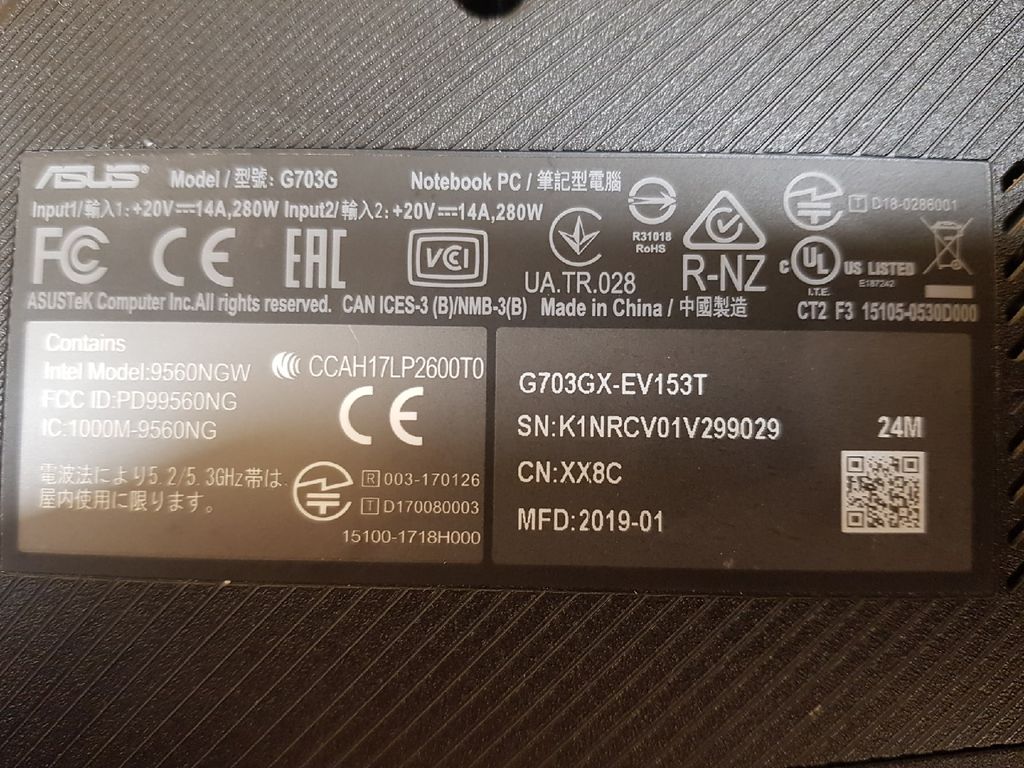 ASUS Model / 型號: G703G Notebook PC / 筆記型電腦
Input1/ 輸入1: +20V⎓14A,280W Input2/ 輸入2: +20V⎓14A,280W
FC CE EAC VCCI
UA.TR.028
R31018
RoHS
R-NZ
T D18-0286001
c UL US LISTED
I.T.E. E187242
ASUSTeK Computer Inc.All rights reserved. CAN ICES-3 (B)/NMB-3(B) Made in China / 中國製造 CT2 F3 15105-0530D000
Contains
Intel Model:9560NGW
CCAH17LP2600T0
FCC ID:PD99560NG
IC:1000M-9560NG
CE
電波法により5.2/5.3GHz帯は
屋内使用に限ります。
R 003-170126
T D170080003
15100-1718H000
G703GX-EV153T
SN:K1NRCV01V299029
24M
CN:XX8C
MFD:2019-01